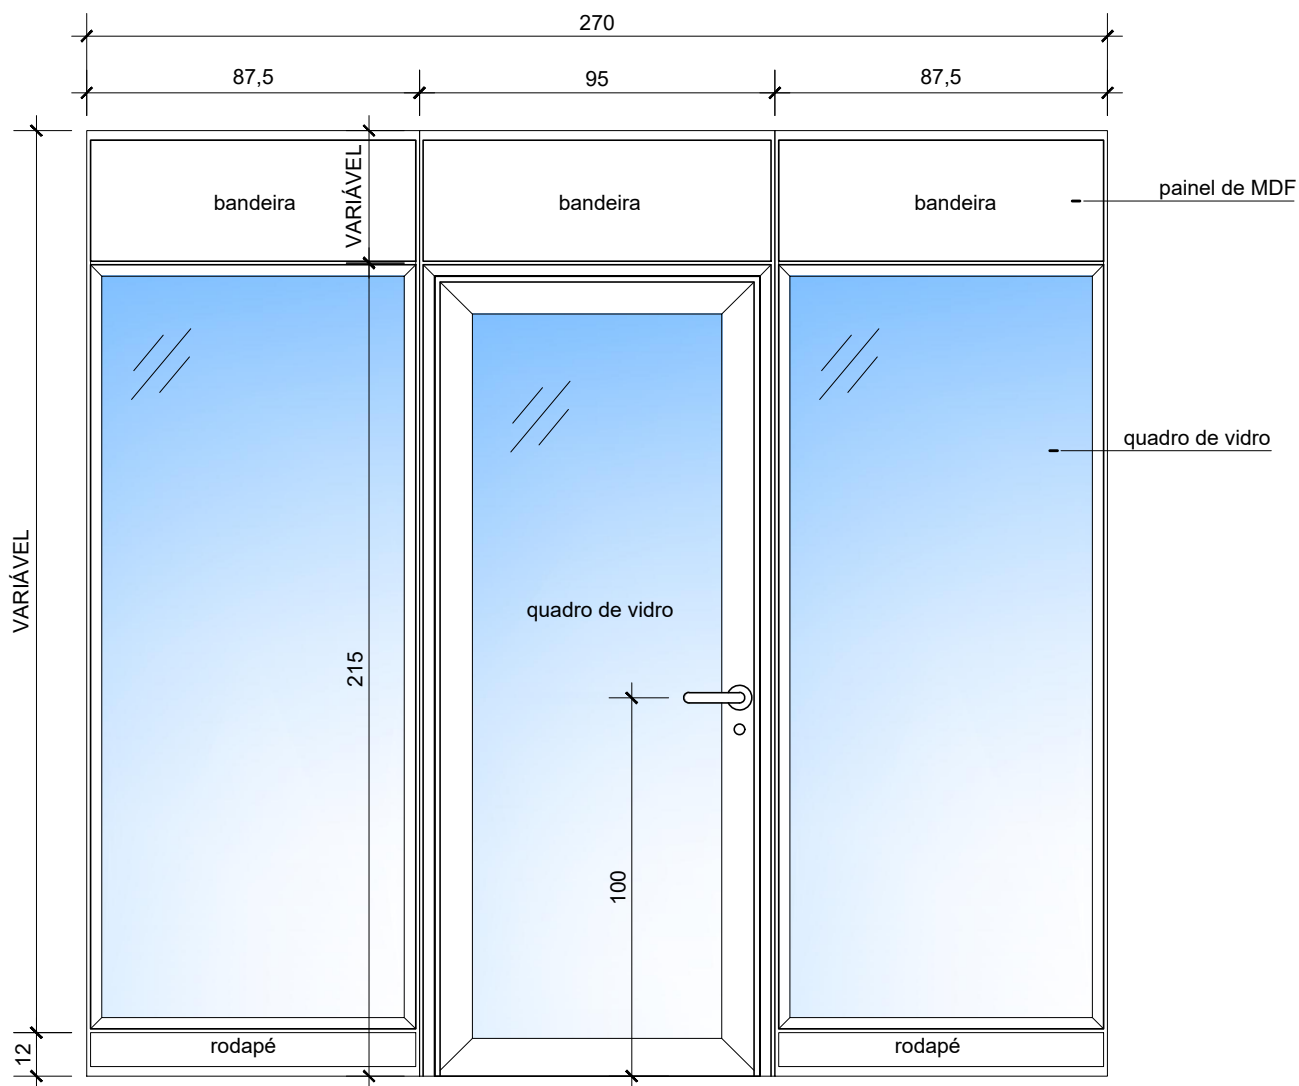 270
87,5
95
87,5
VARIÁVEL
bandeira
bandeira
bandeira
painel de MDF
quadro de vidro
VARIÁVEL
quadro de vidro
215
100
12
rodapé
rodapé